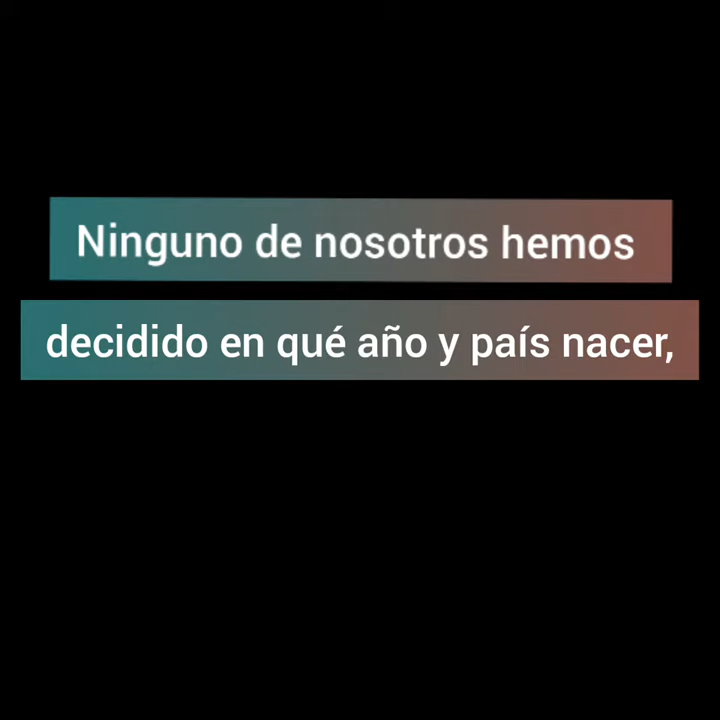 Ninguno de nosotros hemos
decidido en qué año y país nacer,